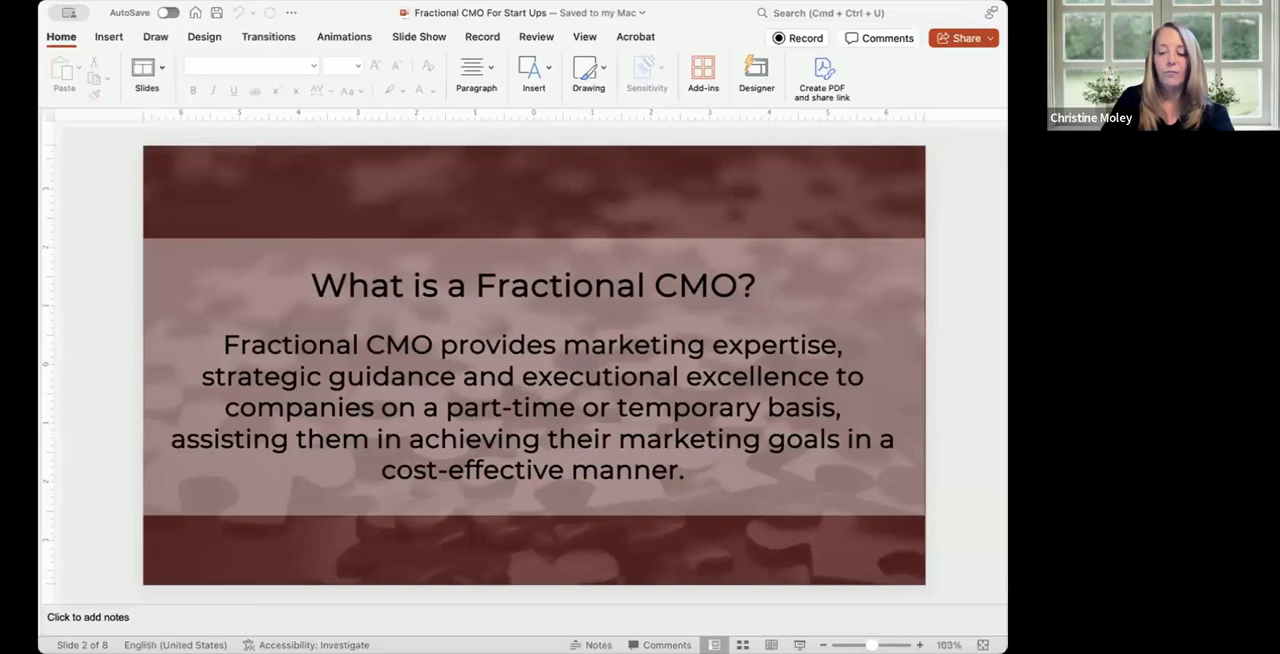 AutoSave
Fractional CMO For Start Ups — Saved to my Mac
Search (Cmd + Ctrl + U)
Home Insert Draw Design Transitions Animations Slide Show Record Review View Acrobat
Record Comments Share
Paste Slides Paragraph Insert Drawing Sensitivity Add-ins Designer Create PDF
and share link
Christine Moley
What is a Fractional CMO?
Fractional CMO provides marketing expertise,
strategic guidance and executional excellence to
companies on a part-time or temporary basis,
assisting them in achieving their marketing goals in a
cost-effective manner.
Click to add notes
Slide 2 of 8 English (United States) Accessibility: Investigate Notes Comments 103%